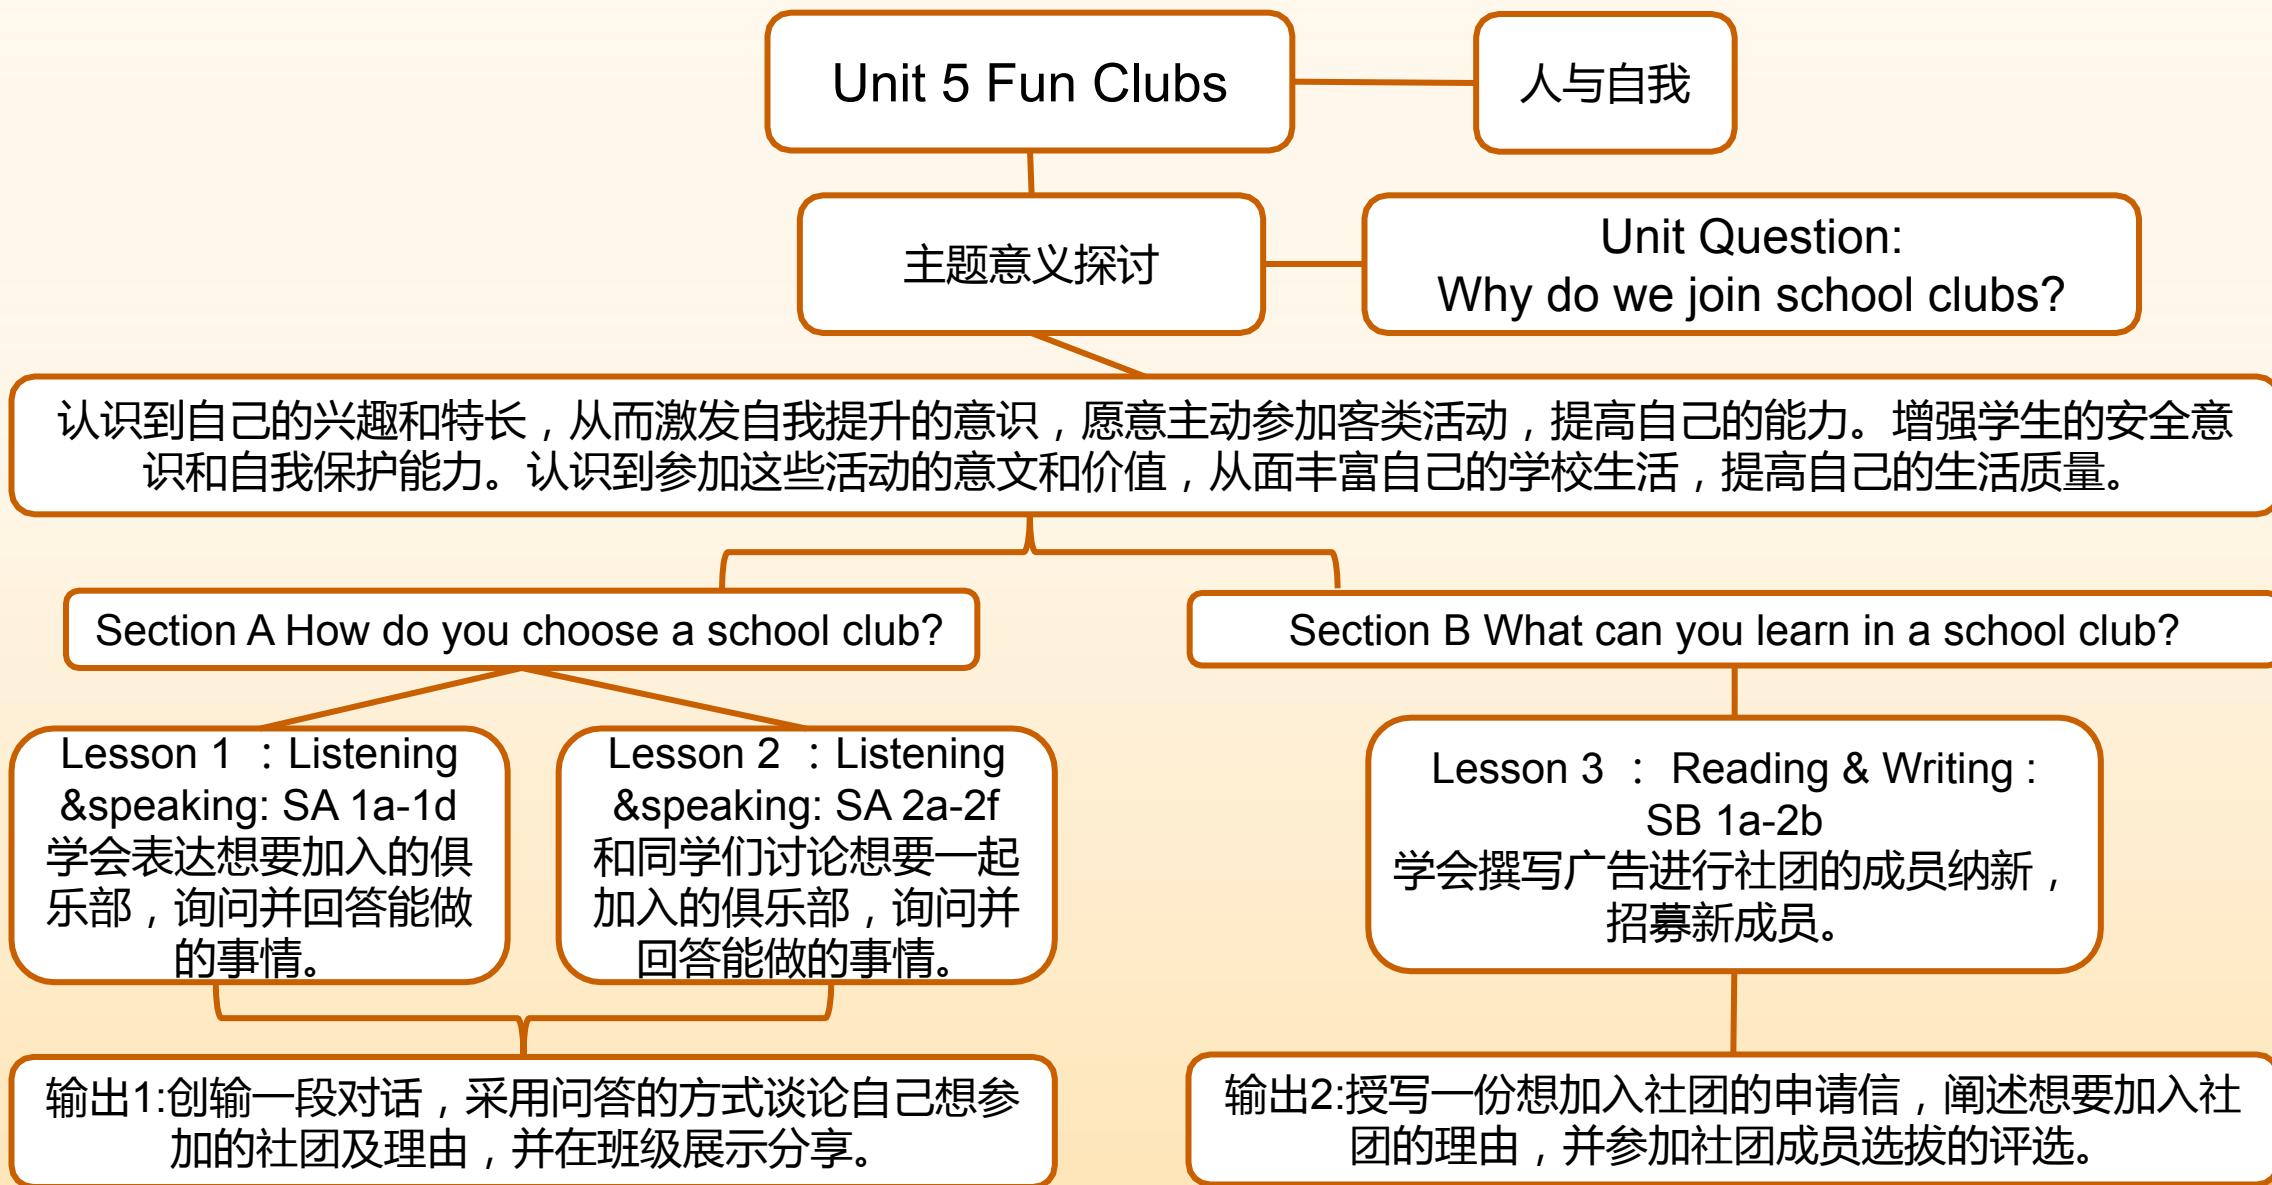 Unit 5 Fun Clubs
人与自我
主题意义探讨
Unit Question:
Why do we join school clubs?
认识到自己的兴趣和特长，从而激发自我提升的意识，愿意主动参加客类活动，提高自己的能力。增强学生的安全意
识和自我保护能力。认识到参加这些活动的意文和价值，从面丰富自己的学校生活，提高自己的生活质量。
Section A How do you choose a school club?
Section B What can you learn in a school club?
Lesson 1 ：Listening
&speaking: SA 1a-1d
学会表达想要加入的俱
乐部，询问并回答能做
的事情。
Lesson 2 ：Listening
&speaking: SA 2a-2f
和同学们讨论想要一起
加入的俱乐部，询问并
回答能做的事情。
Lesson 3 ： Reading & Writing :
SB 1a-2b
学会撰写广告进行社团的成员纳新，
招募新成员。
输出1:创输一段对话，采用问答的方式谈论自己想参
加的社团及理由，并在班级展示分享。
输出2:授写一份想加入社团的申请信，阐述想要加入社
团的理由，并参加社团成员选拔的评选。